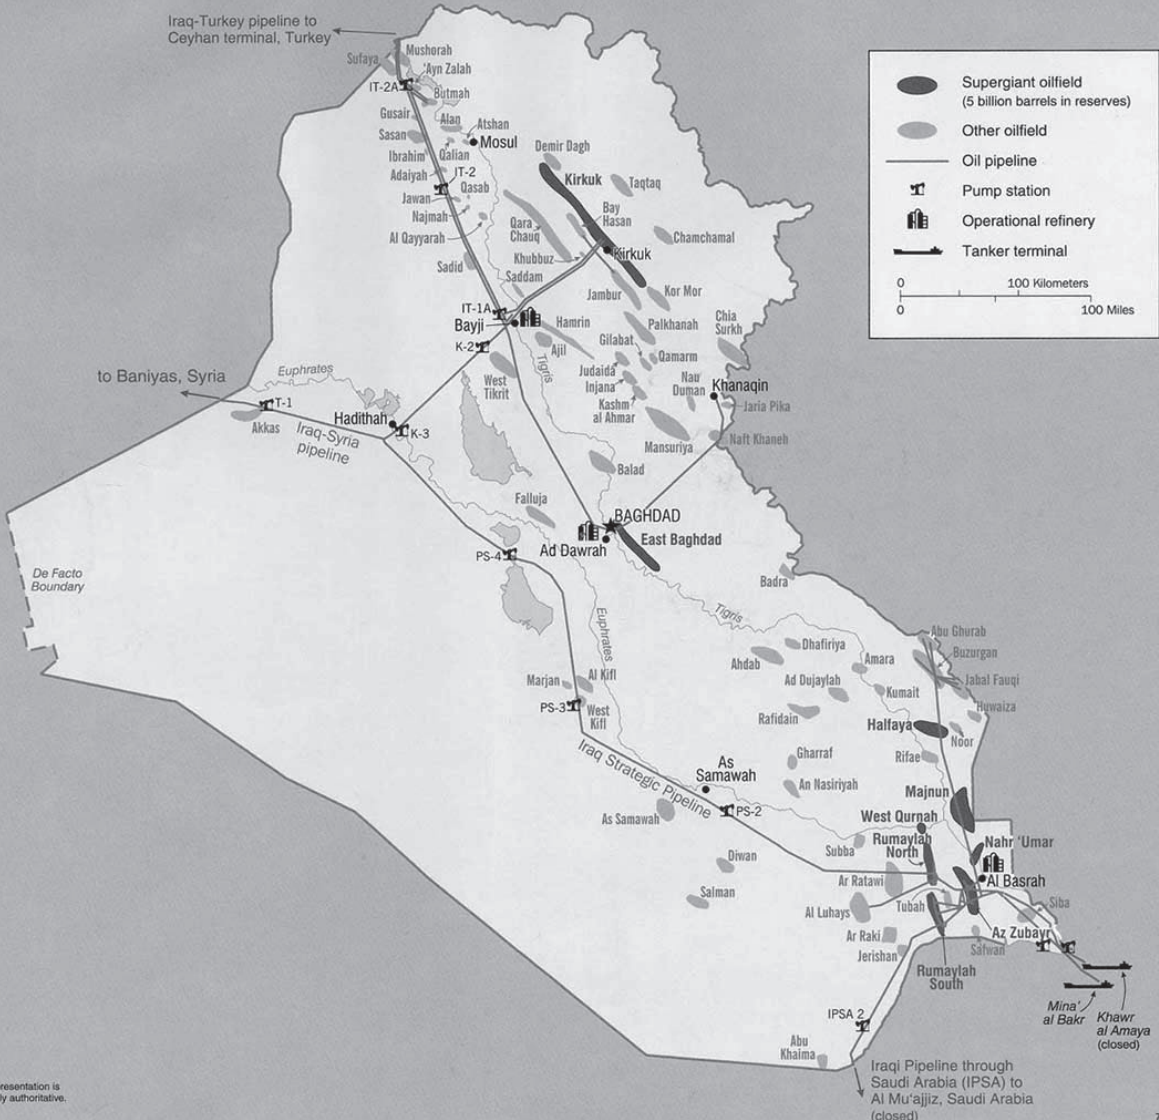 Iraq-Turkey pipeline to
Ceyhan terminal, Turkey
Mushorah
Sufaya
'Ayn Zalah
IT-2A
Butmah
Gusair
Alan
Atshan
Sasan
Mosul
Ibrahim
Qalian
Adaiyah
IT-2
Qasab
Jawan
Najmah
Al Qayyarah
Sadid
Demir Dagh
Kirkuk
Taqtaq
Bay
Hasan
Qara
Chauq
Chamchamal
Khubbuz
Kirkuk
Saddam
Jambur
Kor Mor
IT-1A
Bayji
Hamrin
Palkhanah
Chia
Surkh
K-2
Ajil
Gilabat
Qamarm
Tigris
Judaida
Injana
Nau
Duman
Khanaqin
West
Tikrit
Kashm
al Ahmar
Jaria Pika
Mansuriya
Naft Khaneh
to Baniyas, Syria
Euphrates
T-1
Hadithah
Akkas
K-3
Iraq-Syria
pipeline
Balad
Falluja
BAGHDAD
Ad Dawrah
East Baghdad
PS-4
De Facto
Boundary
Badra
Tigris
Euphrates
Abu Ghurab
Dhafiriya
Buzurgan
Ahdab
Amara
Jabal Fauqi
Ad Dujaylah
Kumait
Marjan
Al Kifl
Huwaiza
PS-3
West
Kifl
Rafidain
Halfaya
Noor
Iraq Strategic Pipeline
Gharraf
Rifae
As
Samawah
An Nasiriyah
Majnun
As Samawah
PS-2
West Qurnah
Rumaylah
North
Nahr 'Umar
Subba
Diwan
Ar Ratawi
Al Basrah
Salman
Al Luhays
Tubah
Siba
Ar Raki
Az Zubayr
Jerishan
Safwan
Rumaylah
South
IPSA 2
Mina'
al Bakr
Khawr
al Amaya
(closed)
Abu
Khaima
Iraqi Pipeline through
Saudi Arabia (IPSA) to
Al Mu'ajjiz, Saudi Arabia
(closed)
Supergiant oilfield
(5 billion barrels in reserves)
Other oilfield
Oil pipeline
Pump station
Operational refinery
Tanker terminal
0 100 Kilometers
0 100 Miles
resentation is
ly authoritative.